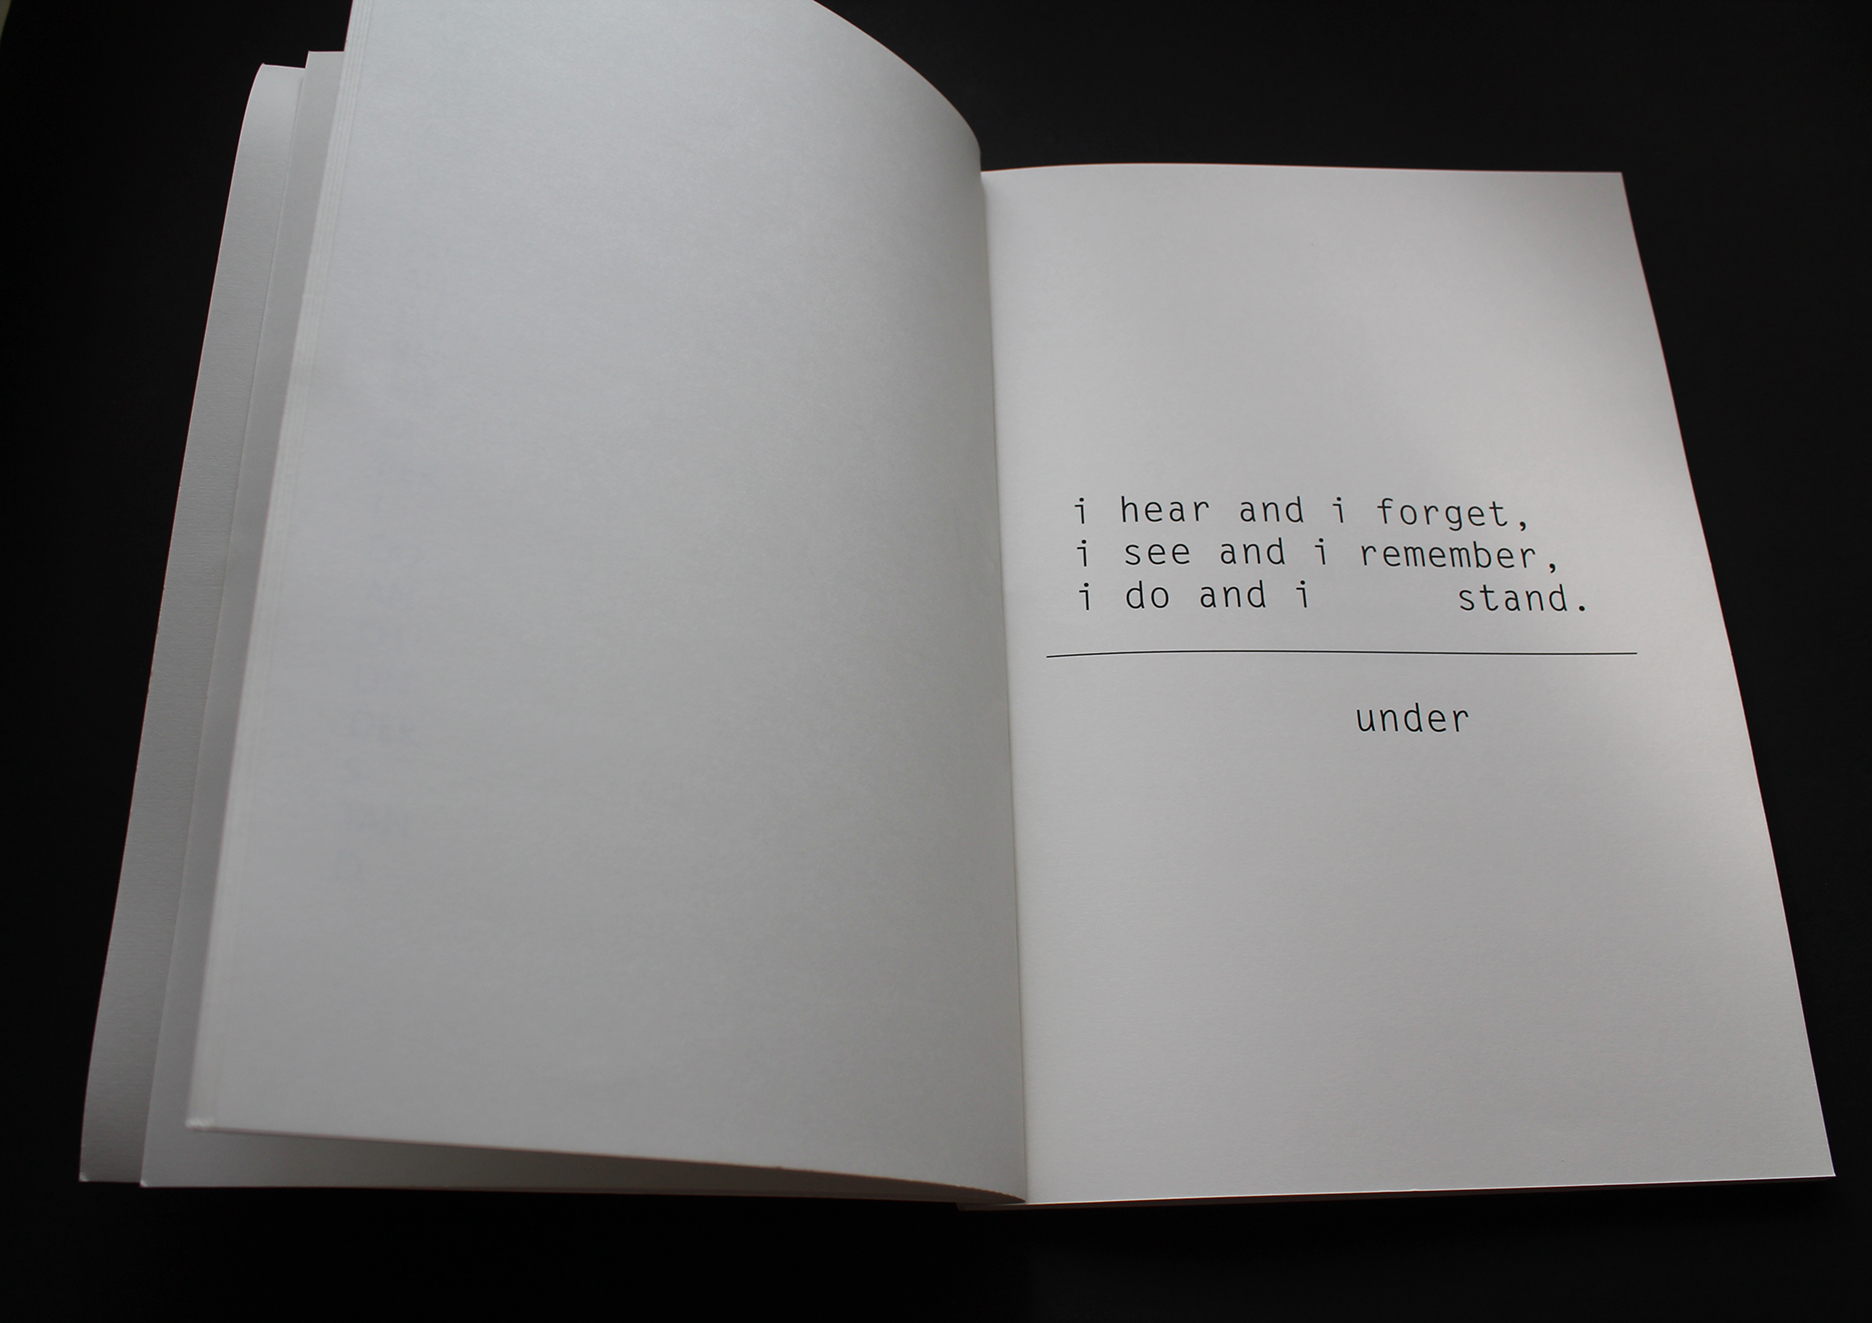 i hear and i forget,
i see and i remember,
i do and i      stand.
under